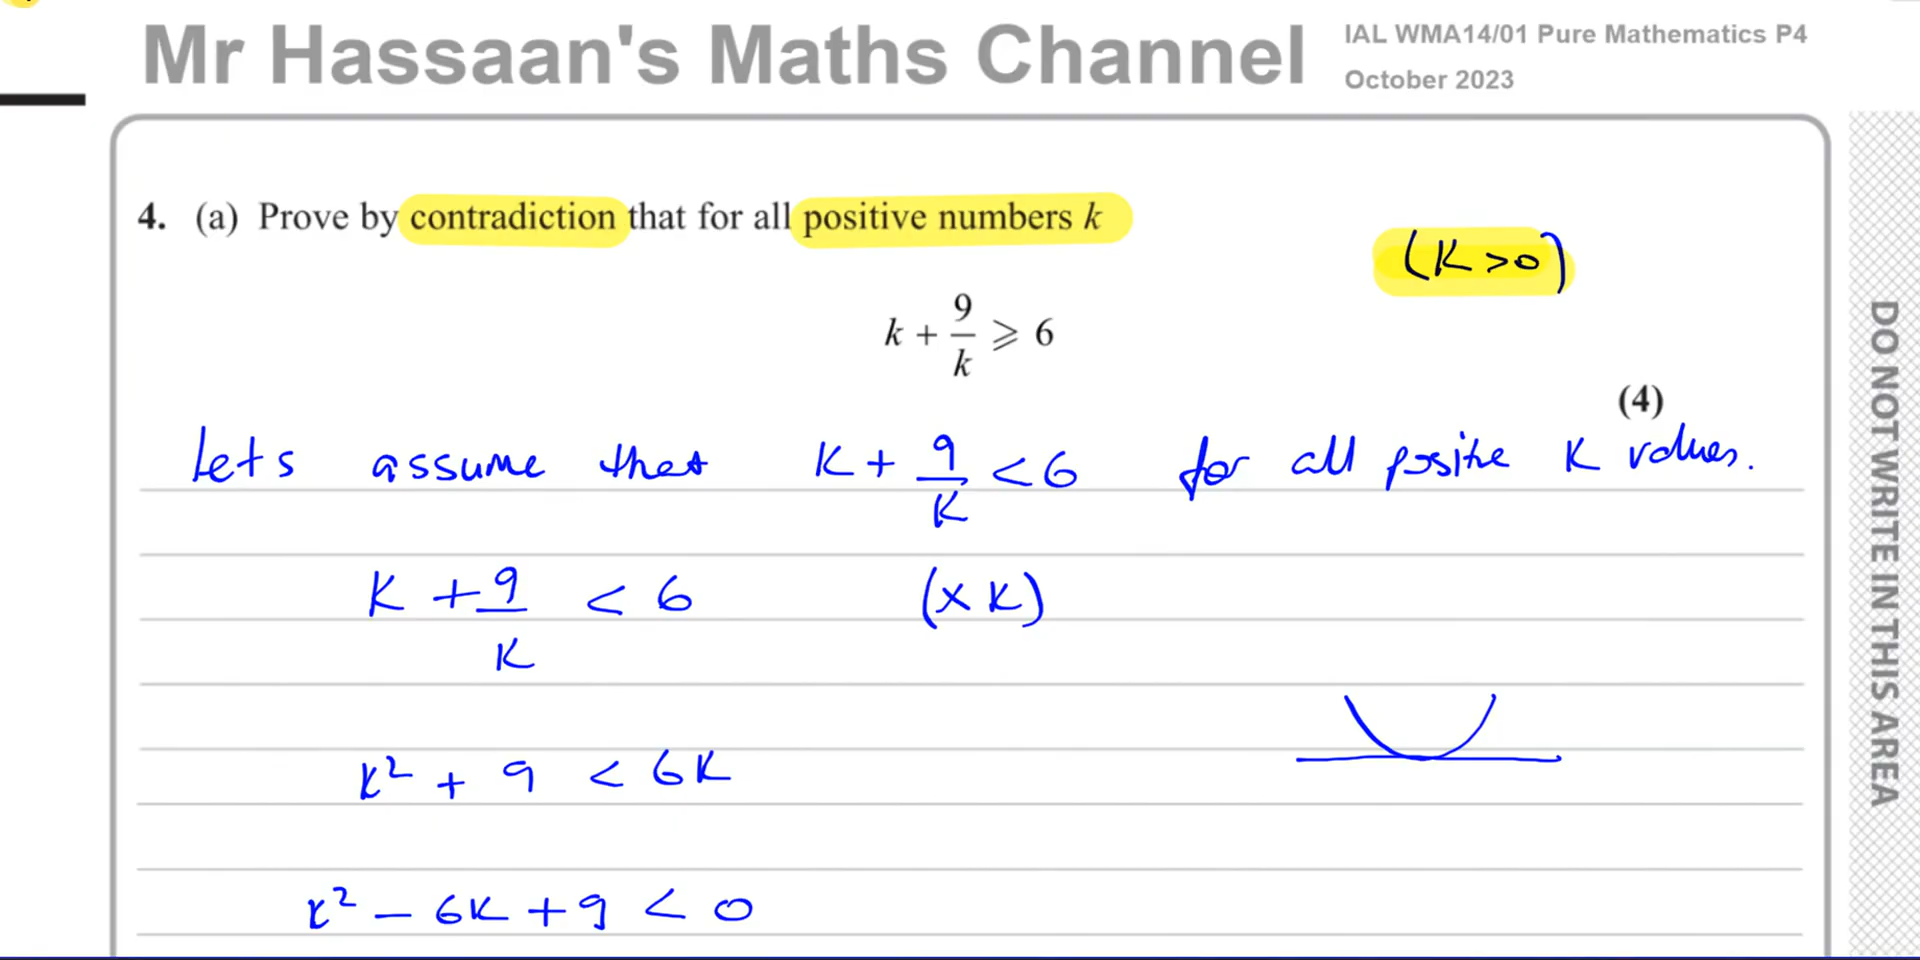 Mr Hassaan's Maths Channel
IAL WMA14/01 Pure Mathematics P4
October 2023
4. (a) Prove by contradiction that for all positive numbers k
(K>0)
k + 9/k ⩾ 6
(4)
Lets assume that K + 9/K < 6 for all positive K values.
K + 9/K < 6 (× K)
K² + 9 < 6K
K² − 6K + 9 < 0
DO NOT WRITE IN THIS AREA